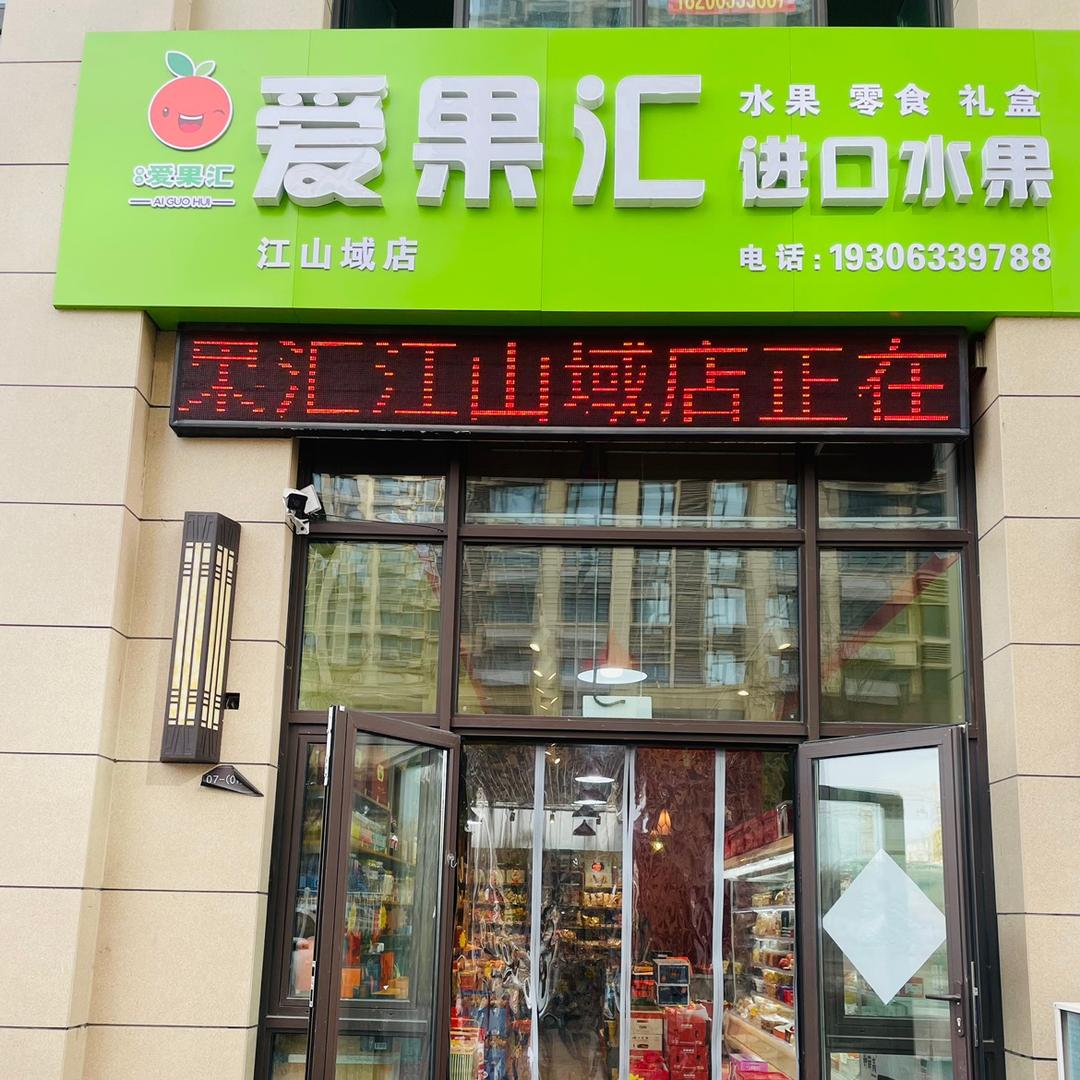 爱果汇
AI GUO HUI
爱果汇
水果 零食 礼盒
进口水果
江山域店
电话:19306339788
果汇江山域店正在